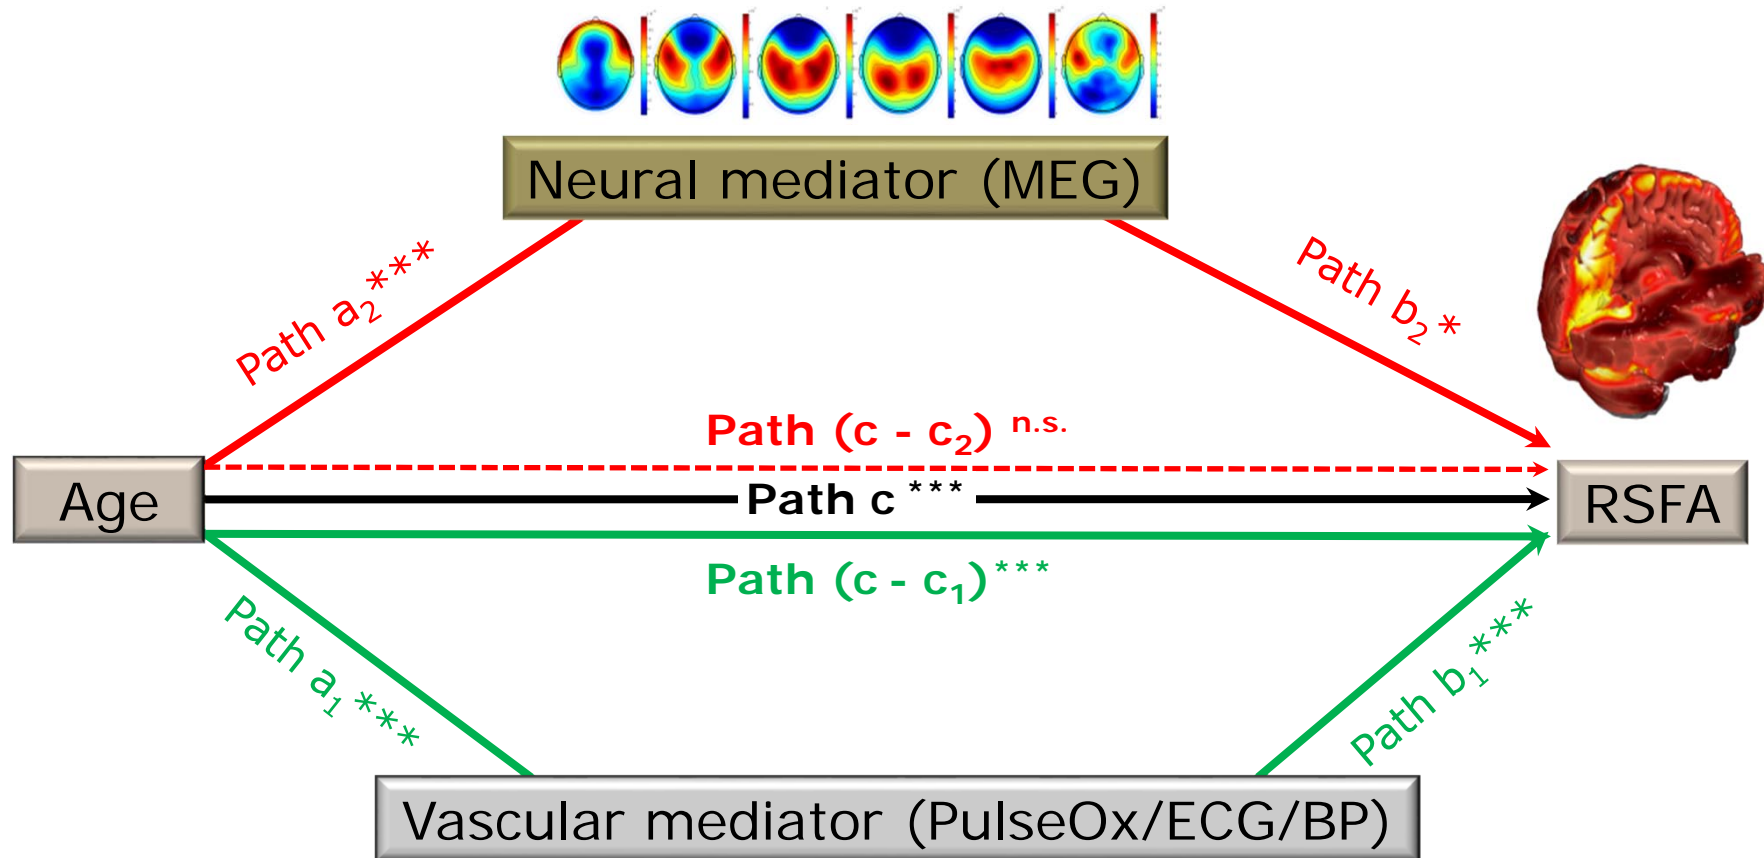 Neural mediator (MEG)
Path a₂***
Path b₂*
Path (c - c₂) n.s.
Age
Path c ***
RSFA
Path (c - c₁)***
Path a₁***
Path b₁***
Vascular mediator (PulseOx/ECG/BP)